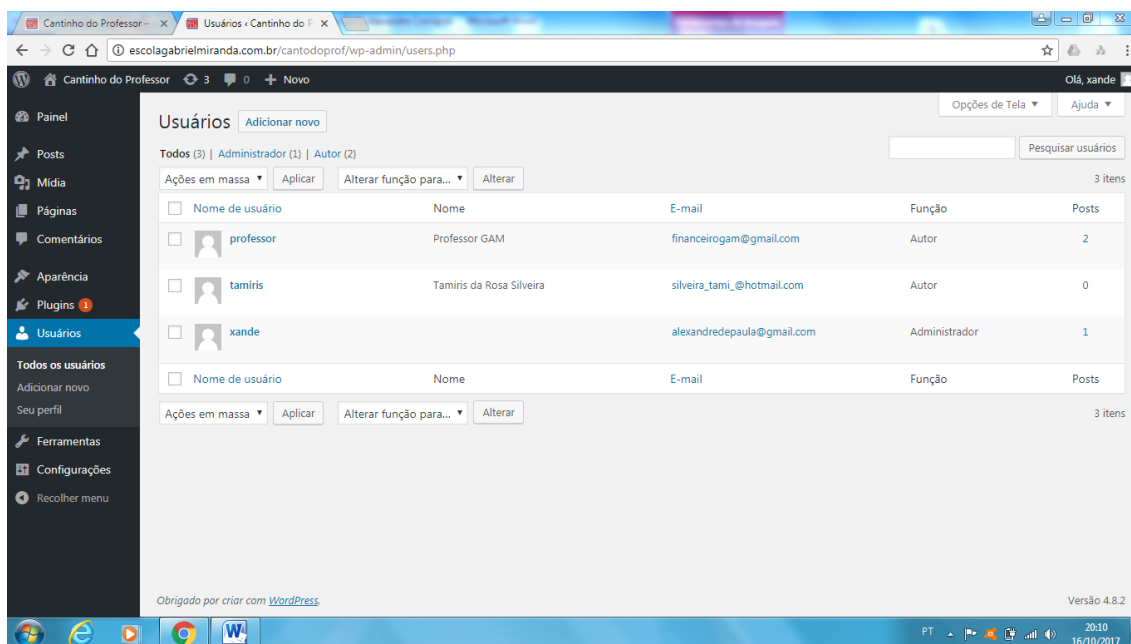 Cantinho do Professor –
Usuários ‹ Cantinho do P
escolagabrielmiranda.com.br/cantodoprof/wp-admin/users.php
Cantinho do Professor 3 0 + Novo Olá, xande
Opções de Tela ▼ Ajuda ▼
Painel
Posts
Mídia
Páginas
Comentários
Aparência
Plugins 1
Usuários
Todos os usuários
Adicionar novo
Seu perfil
Ferramentas
Configurações
Recolher menu
Usuários Adicionar novo
Todos (3) | Administrador (1) | Autor (2)
Pesquisar usuários
Ações em massa ▼ Aplicar Alterar função para... ▼ Alterar 3 itens
Nome de usuário Nome E-mail Função Posts
professor Professor GAM financeirogam@gmail.com Autor 2
tamiris Tamiris da Rosa Silveira silveira_tami_@hotmail.com Autor 0
xande alexandredepaula@gmail.com Administrador 1
Nome de usuário Nome E-mail Função Posts
Ações em massa ▼ Aplicar Alterar função para... ▼ Alterar 3 itens
Obrigado por criar com WordPress. Versão 4.8.2
PT 20:10
16/10/2017